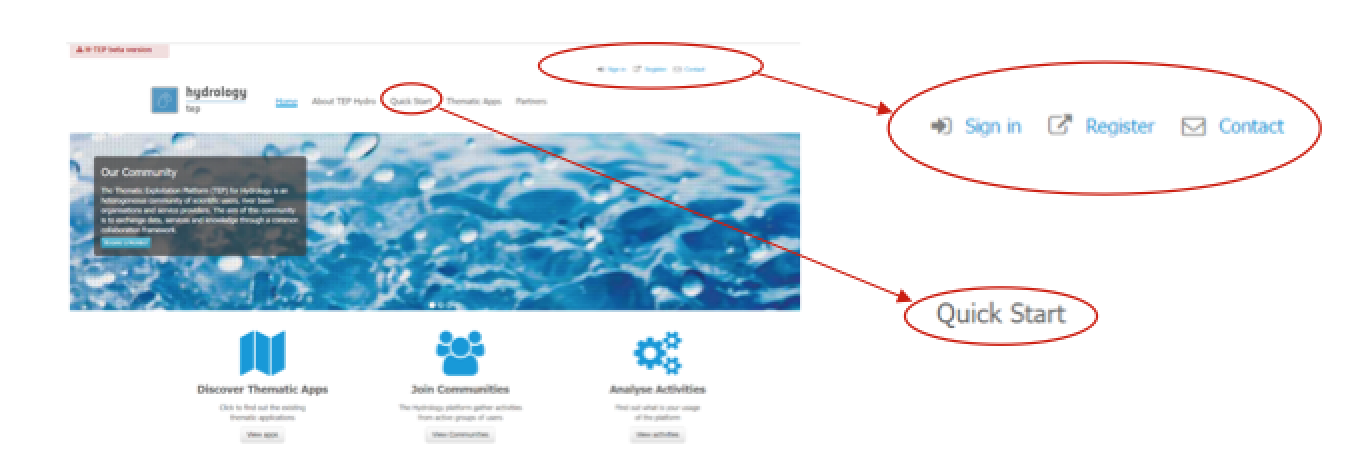 H-TEP beta version
Sign in Register Contact
hydrology
tep
Home About TEP Hydro Quick Start Thematic Apps Partners
Sign in Register Contact
Our Community
The Thematic Exploitation Platform (TEP) for Hydrology is an
heterogeneous community of scientific users, river basin
organisations and service providers. The aim of this community
is to exchange data, services and knowledge through a common
collaboration framework.
Quick Start
Discover Thematic Apps
Click to find out the existing
thematic applications
View apps
Join Communities
The Hydrology platform gather activities
from active groups of users
View Communities
Analyse Activities
Find out what is your usage
of the platform
View activities